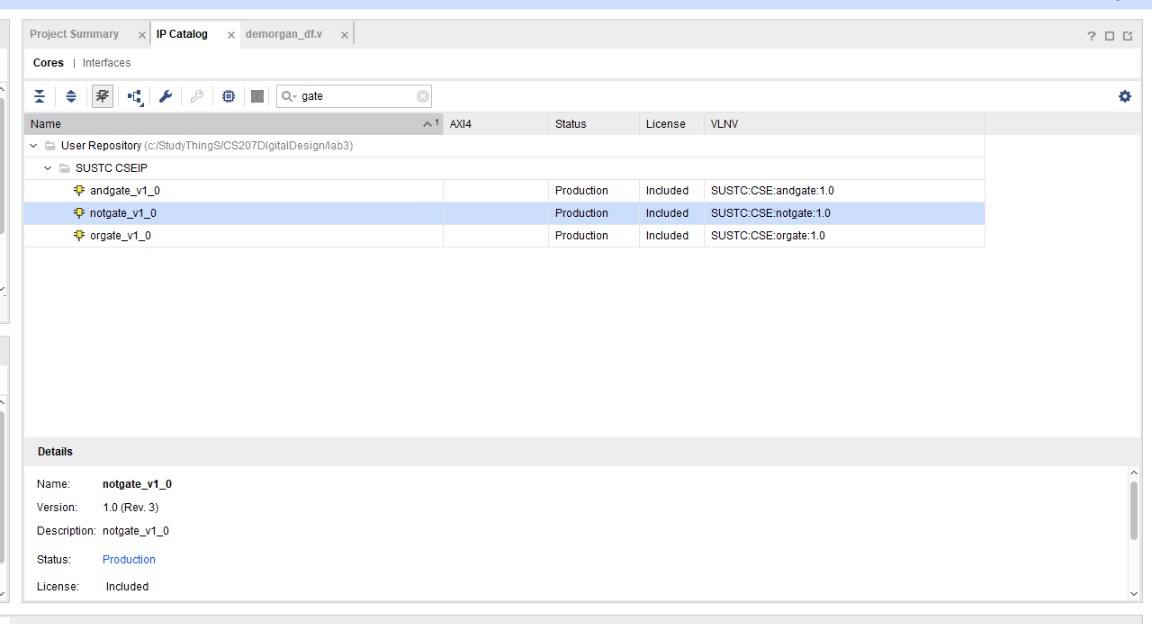 Project Summary × IP Catalog × demorgan_df.v ×
? 
Cores | Interfaces
gate
Name 1 AXI4 Status License VLNV
User Repository (c:/StudyThingS/CS207DIgitalDesign/lab3)
SUSTC CSEIP
andgate_v1_0 Production Included SUSTC:CSE:andgate:1.0
notgate_v1_0 Production Included SUSTC:CSE:notgate:1.0
orgate_v1_0 Production Included SUSTC:CSE:orgate:1.0
Details
Name: notgate_v1_0
Version: 1.0 (Rev. 3)
Description: notgate_v1_0
Status: Production
License: Included